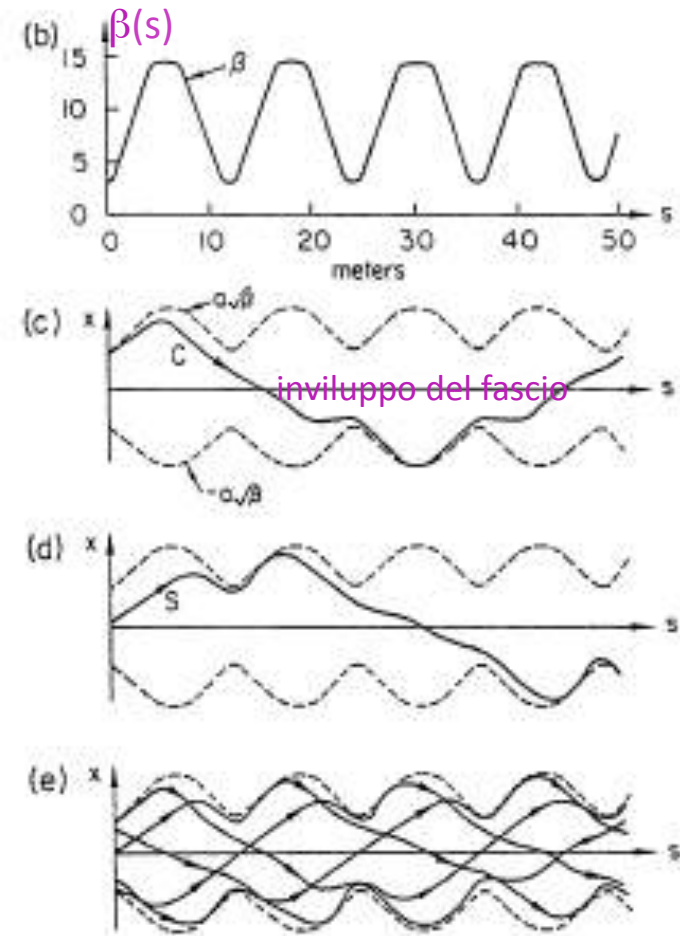 (b) β(s)
15
β
10
5
0
s
0 10 20 30 40 50
meters
(c) x
a√β
C
inviluppo del fascio
s
-a√β
(d) x
S
s
(e) x
s